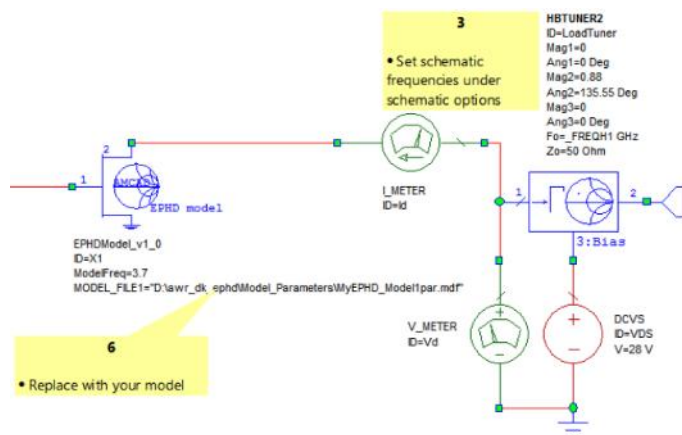 3
• Set schematic
frequencies under
schematic options
HBTUNER2
ID=LoadTuner
Mag1=0
Ang1=0 Deg
Mag2=0.88
Ang2=135.55 Deg
Mag3=0
Ang3=0 Deg
Fo=_FREQH1 GHz
Zo=50 Ohm
2
1
EPHD model
I_METER
ID=Id
1
2
3:Bias
EPHDModel_v1_0
ID=X1
ModelFreq=3.7
MODEL_FILE1="D:\awr_dk_ephd\Model_Parameters\MyEPHD_Model1par.mdf"
V_METER
ID=Vd
DCVS
ID=VDS
V=28 V
6
• Replace with your model